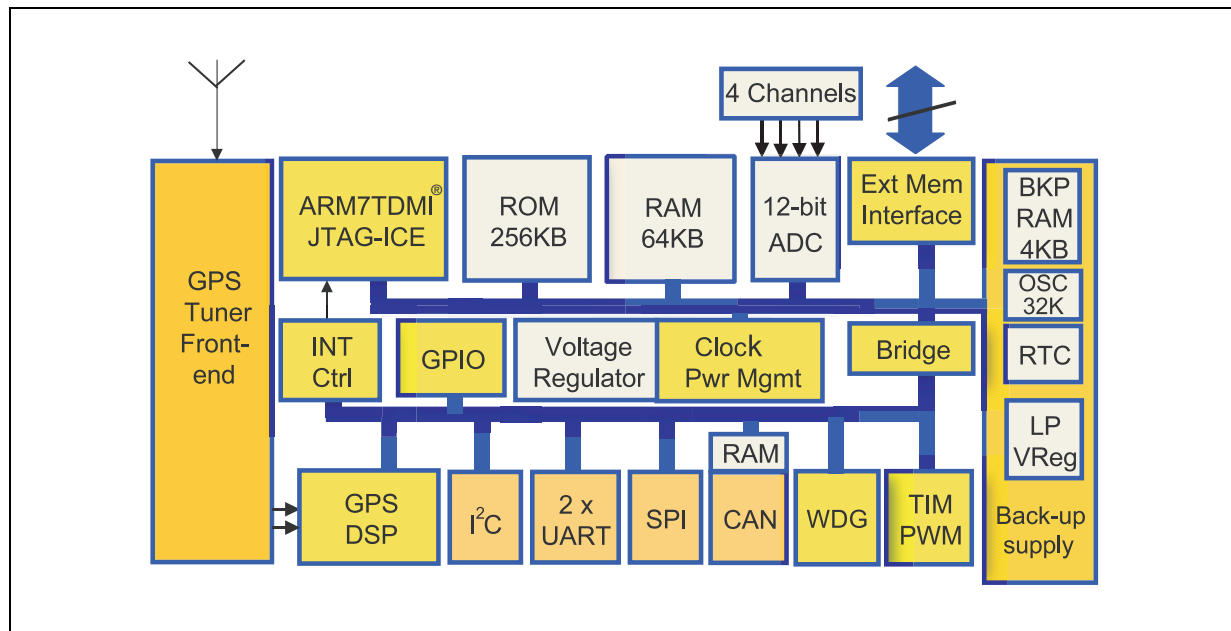 4 Channels
GPS
Tuner
Front-
end
ARM7TDMI®
JTAG-ICE
ROM
256KB
RAM
64KB
12-bit
ADC
Ext Mem
Interface
BKP
RAM
4KB
OSC
32K
RTC
LP
VReg
Back-up
supply
INT
Ctrl
GPIO
Voltage
Regulator
Clock
Pwr Mgmt
Bridge
GPS
DSP
I²C
2 x
UART
SPI
RAM
CAN
WDG
TIM
PWM